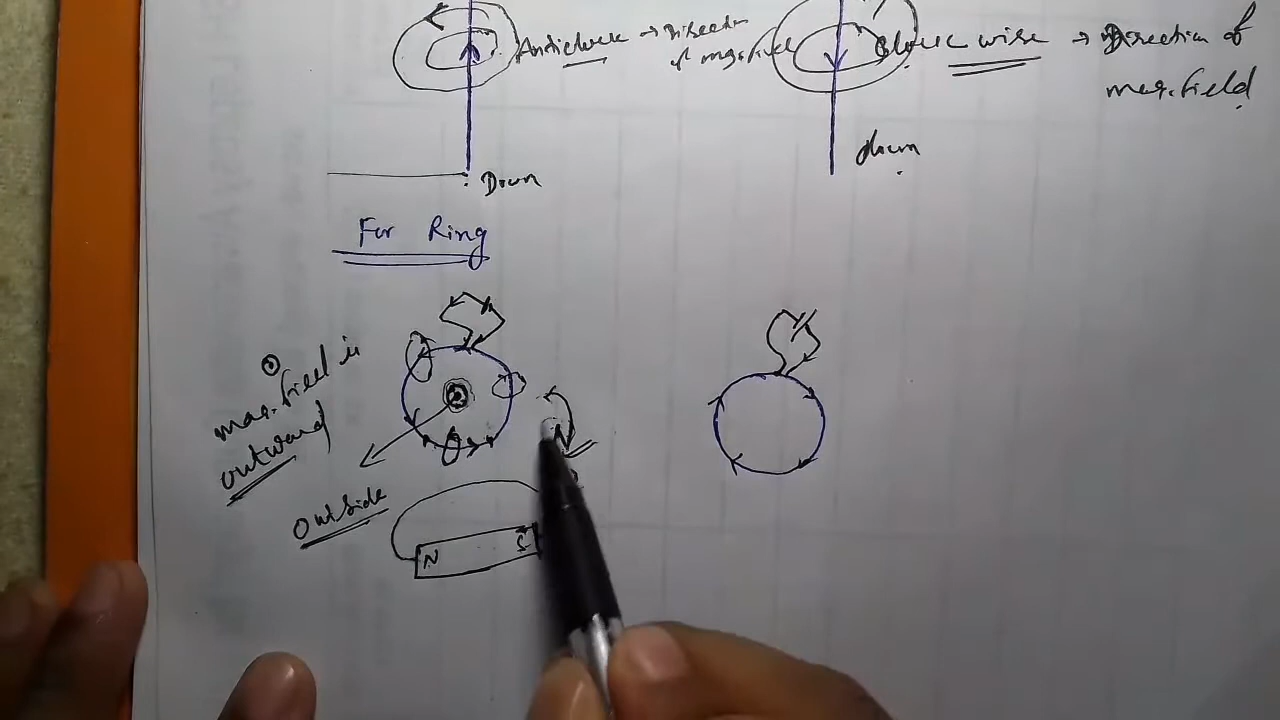 Anticlock → Direction
of mag. field
Clock wise → Direction of
mag. field
down
Down
For Ring
mag. field is
outward
Outside
N
N
S